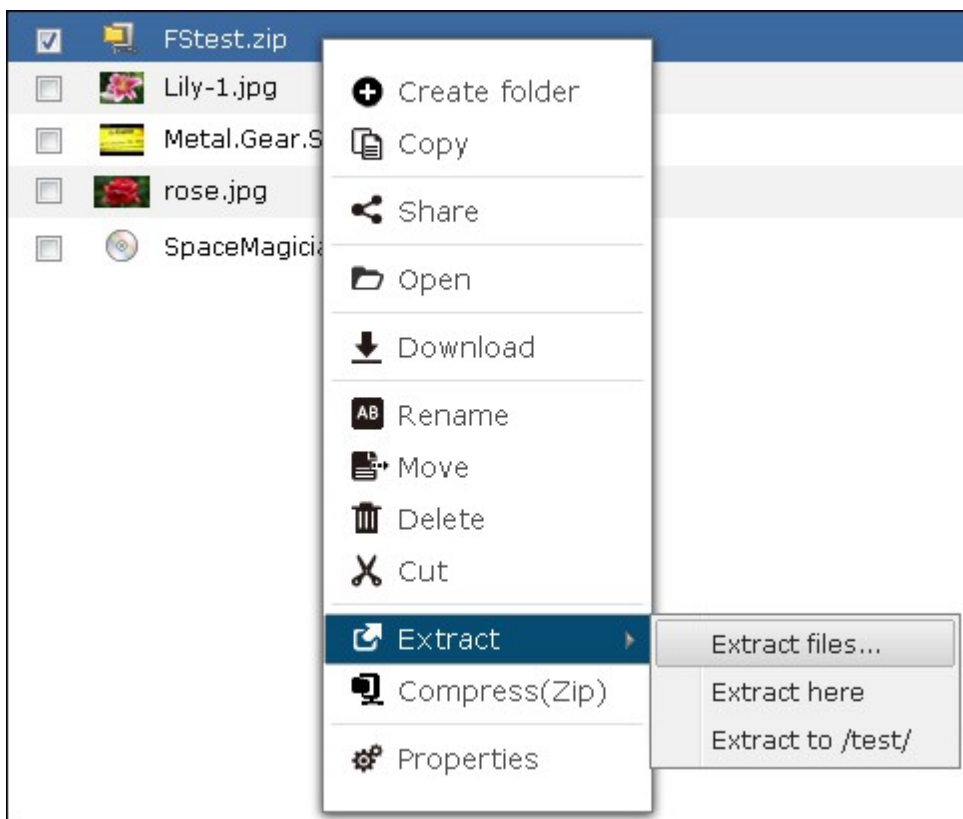 FStest.zip
Lily-1.jpg
Metal.Gear.S
rose.jpg
SpaceMagici
Create folder
Copy
Share
Open
Download
AB Rename
Move
Delete
Cut
Extract
Compress(Zip)
Properties
Extract files...
Extract here
Extract to /test/